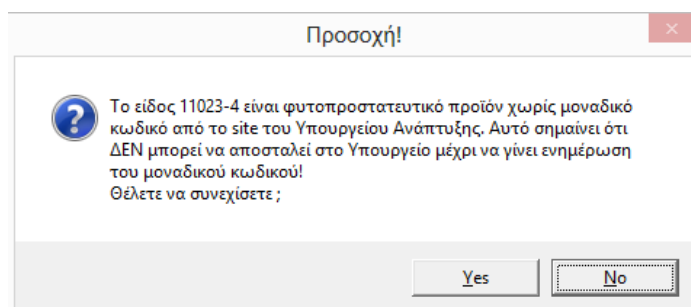 Προσοχή!
Το είδος 11023-4 είναι φυτοπροστατευτικό προϊόν χωρίς μοναδικό
κωδικό από το site του Υπουργείου Ανάπτυξης. Αυτό σημαίνει ότι
ΔΕΝ μπορεί να αποσταλεί στο Υπουργείο μέχρι να γίνει ενημέρωση
του μοναδικού κωδικού!
Θέλετε να συνεχίσετε ;
Yes
No